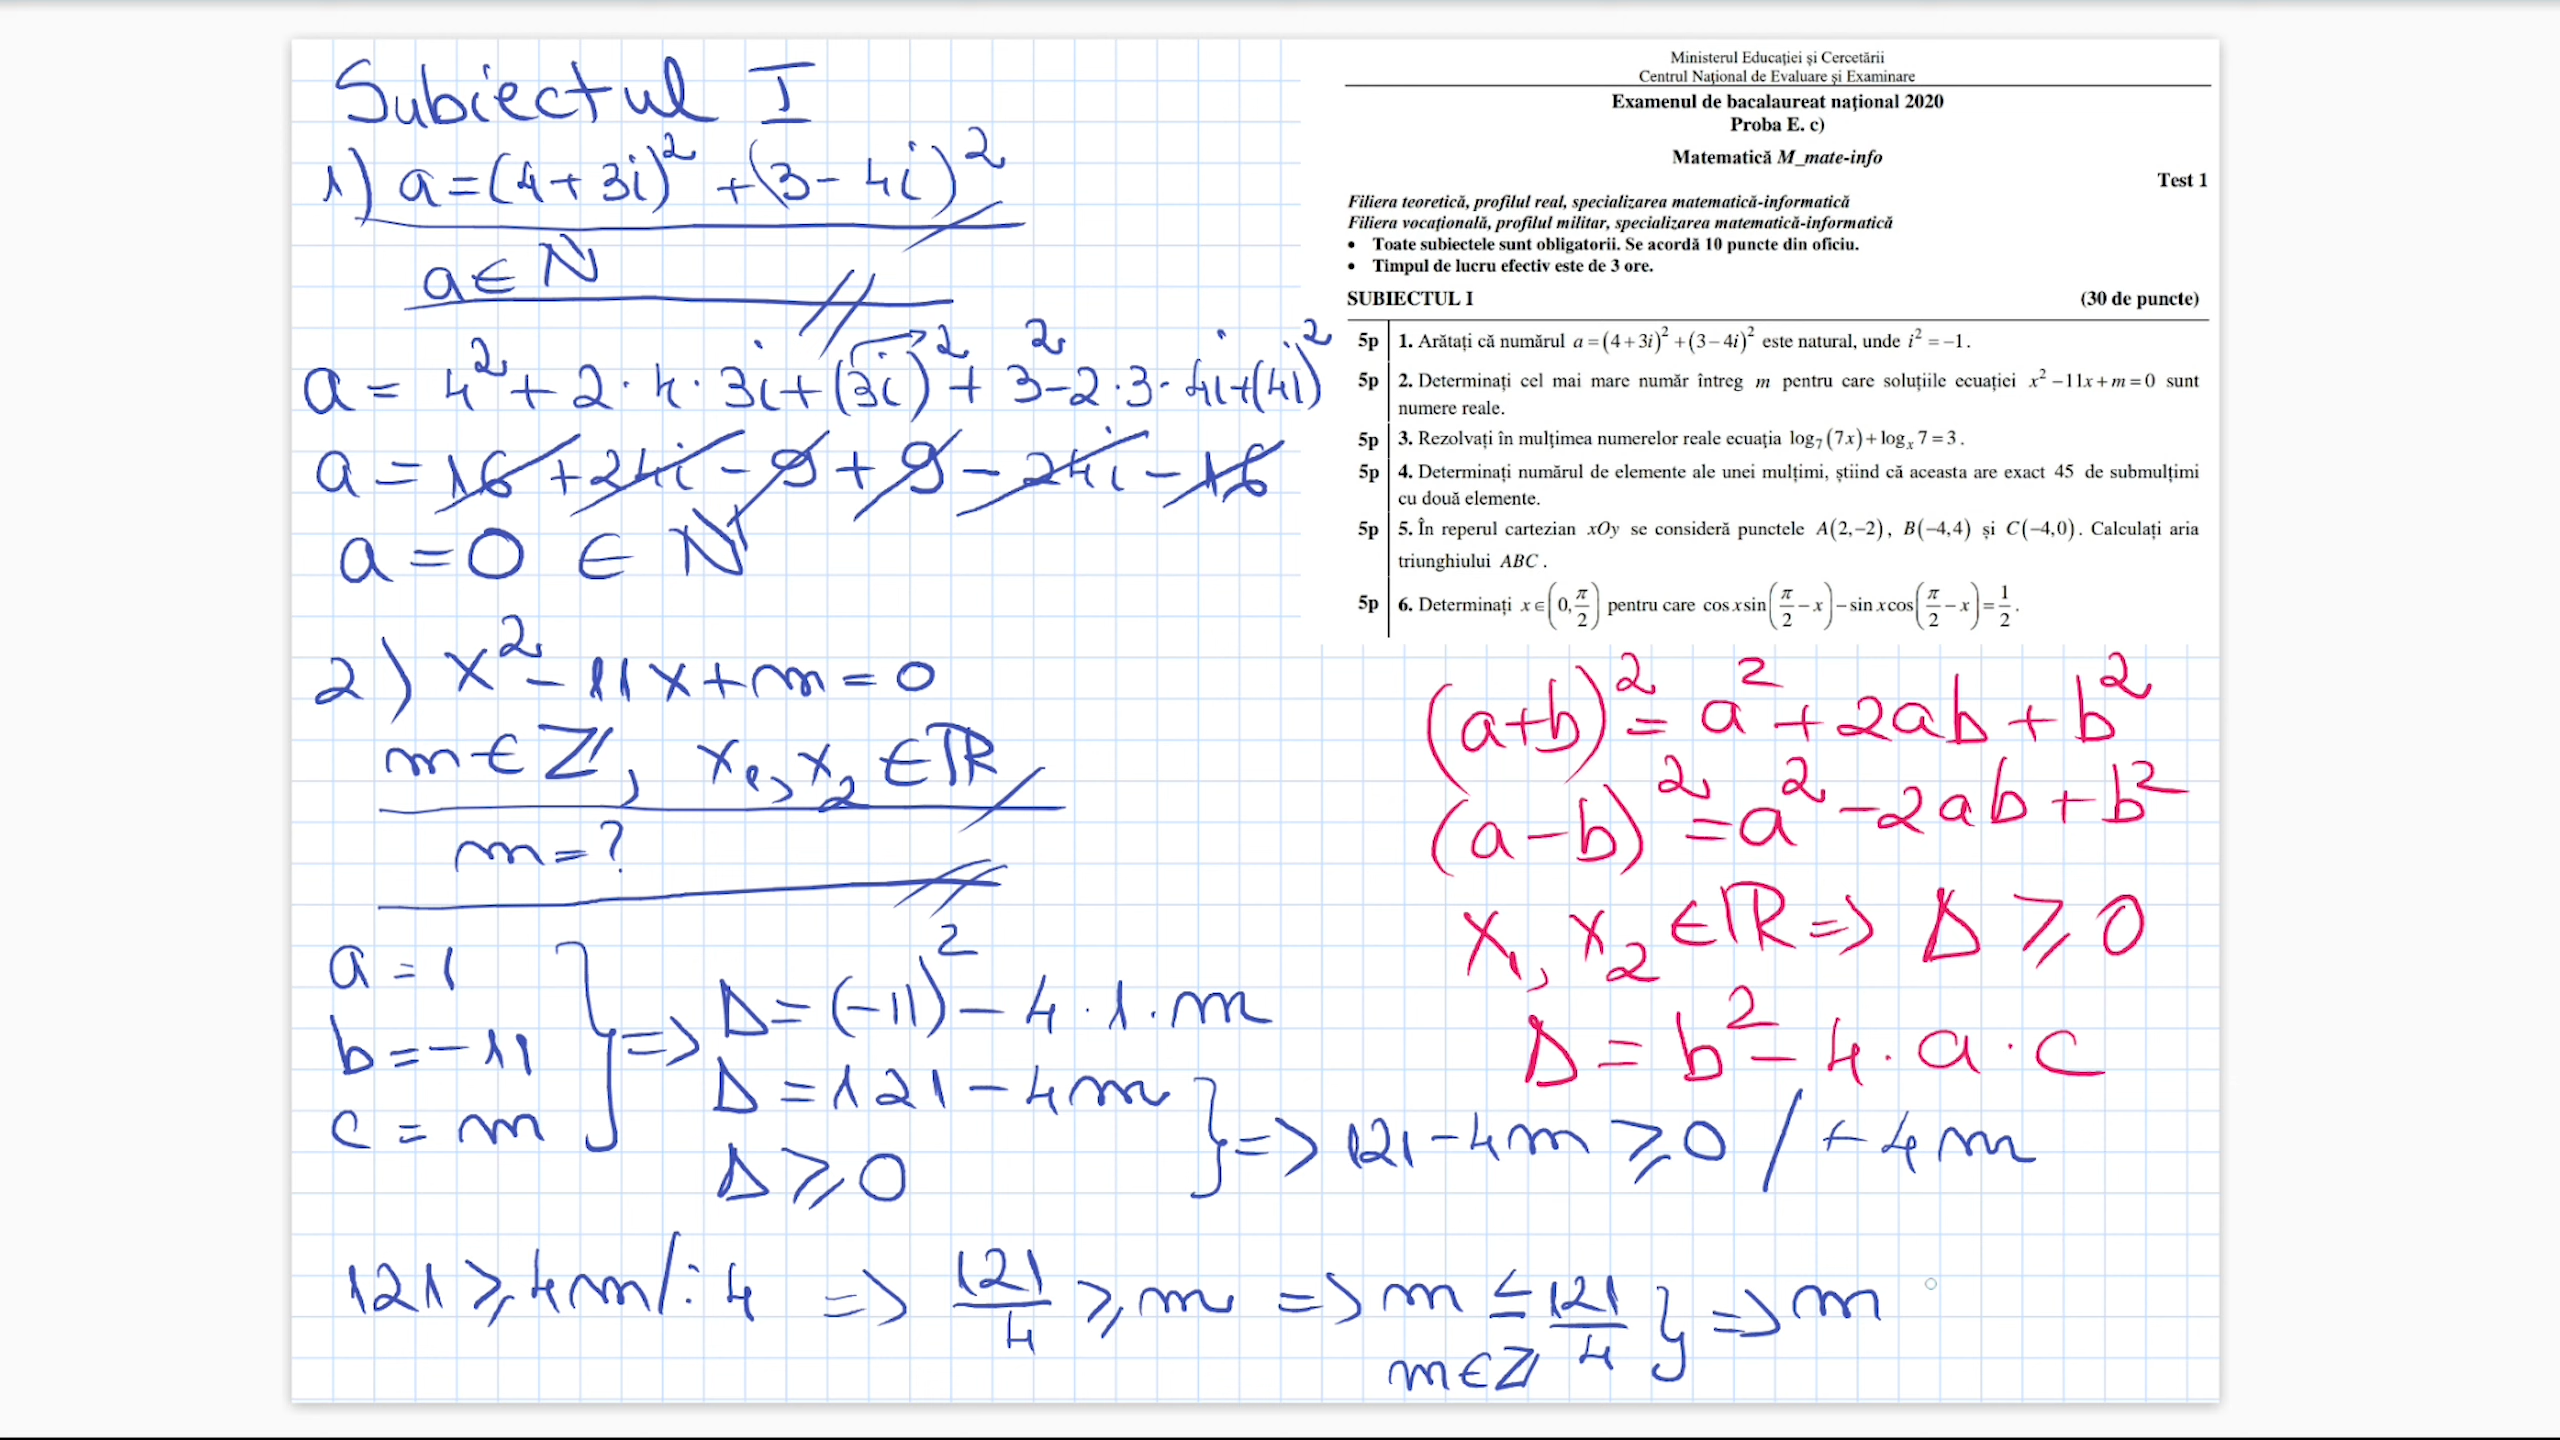 Subiectul I
1) a=(4+3i)² +(3-4i)²
a∈ℕ
a= 4²+2·4·3i+(3i)²+3²-2·3·4i+(4i)²
a=16+24i-9+9-24i-16
a=0 ∈ ℕ
2) x²-11x+m=0
m∈ℤ, x₁,x₂∈ℝ
m=?
a=1
b=-11
c=m
} => Δ=(-11)²-4·1·m
Δ=121-4m
Δ⩾0
} => 121-4m⩾0 /+4m
121⩾4m/:4 => 121/4 ⩾m => m≤121/4 } => m
m∈ℤ
Ministerul Educației și Cercetării
Centrul Național de Evaluare și Examinare
Examenul de bacalaureat național 2020
Proba E. c)
Matematică M_mate-info
Test 1
Filiera teoretică, profilul real, specializarea matematică-informatică
Filiera vocațională, profilul militar, specializarea matematică-informatică
• Toate subiectele sunt obligatorii. Se acordă 10 puncte din oficiu.
• Timpul de lucru efectiv este de 3 ore.
SUBIECTUL I (30 de puncte)
5p 1. Arătați că numărul a=(4+3i)²+(3−4i)² este natural, unde i²=−1.
5p 2. Determinați cel mai mare număr întreg m pentru care soluțiile ecuației x²−11x+m=0 sunt
numere reale.
5p 3. Rezolvați în mulțimea numerelor reale ecuația log₇(7x)+logₓ7=3.
5p 4. Determinați numărul de elemente ale unei mulțimi, știind că aceasta are exact 45 de submulțimi
cu două elemente.
5p 5. În reperul cartezian xOy se consideră punctele A(2,−2), B(−4,4) și C(−4,0). Calculați aria
triunghiului ABC.
5p 6. Determinați x∈(0,π/2) pentru care cos x sin(π/2−x)−sin x cos(π/2−x)=1/2.
(a+b)²=a²+2ab+b²
(a-b)²=a²-2ab+b²
x₁,x₂∈ℝ=>Δ⩾0
Δ=b²-4·a·c